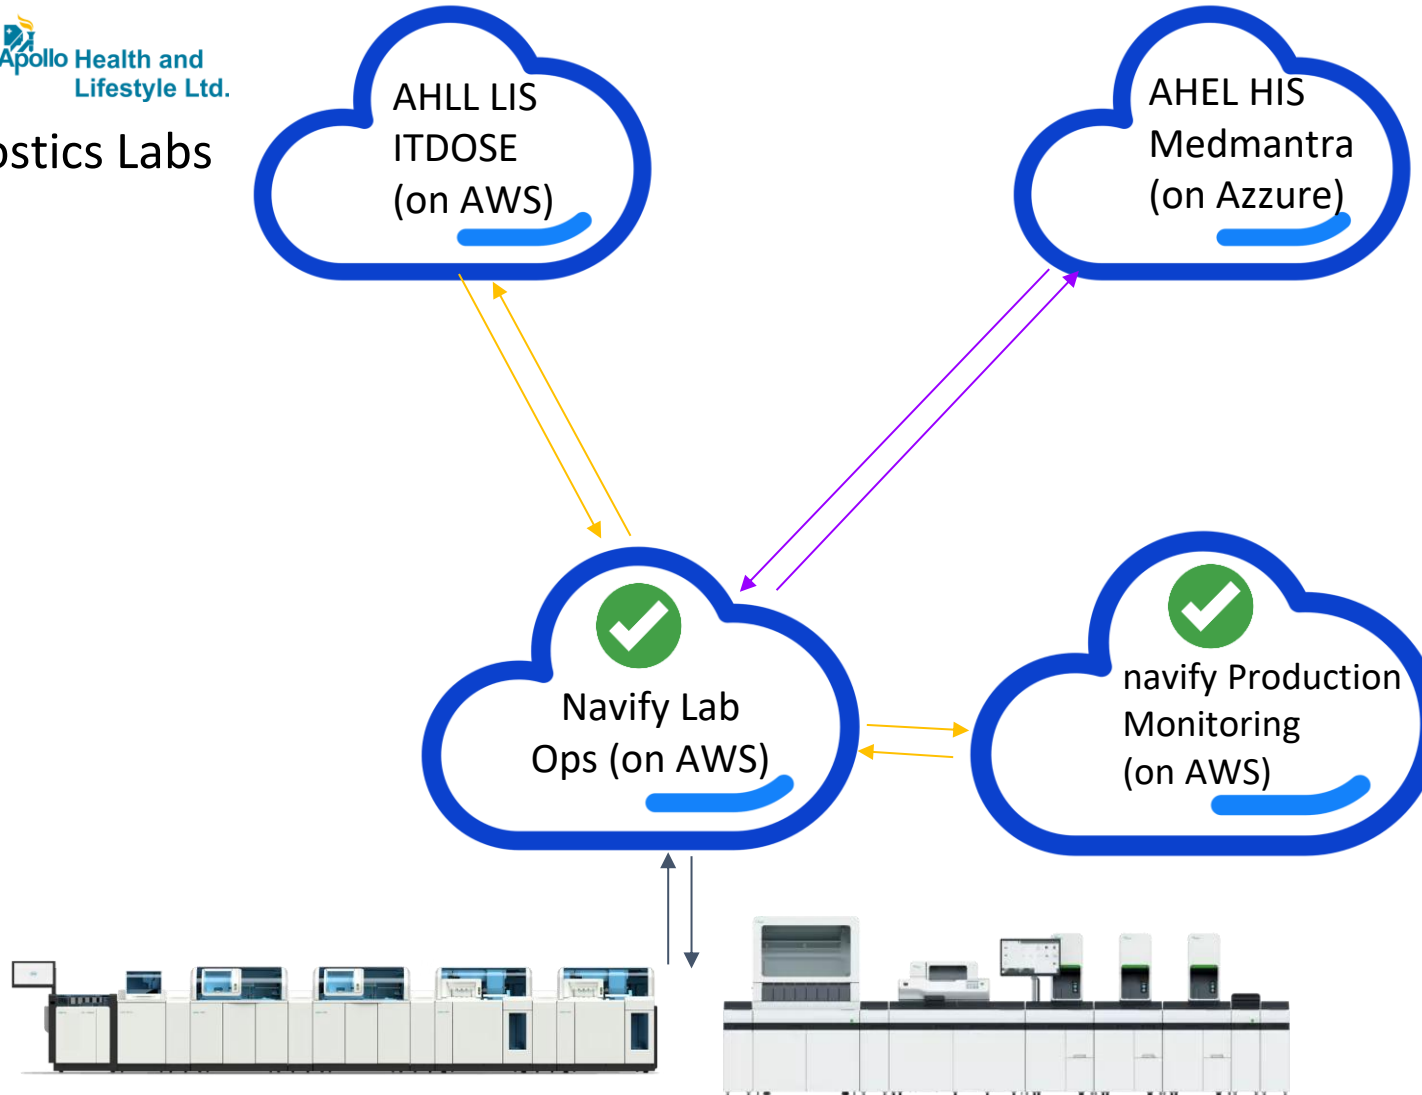 Apollo Health and
Lifestyle Ltd.
ostics Labs
AHLL LIS
ITDOSE
(on AWS)
AHEL HIS
Medmantra
(on Azzure)
Navify Lab
Ops (on AWS)
navify Production
Monitoring
(on AWS)